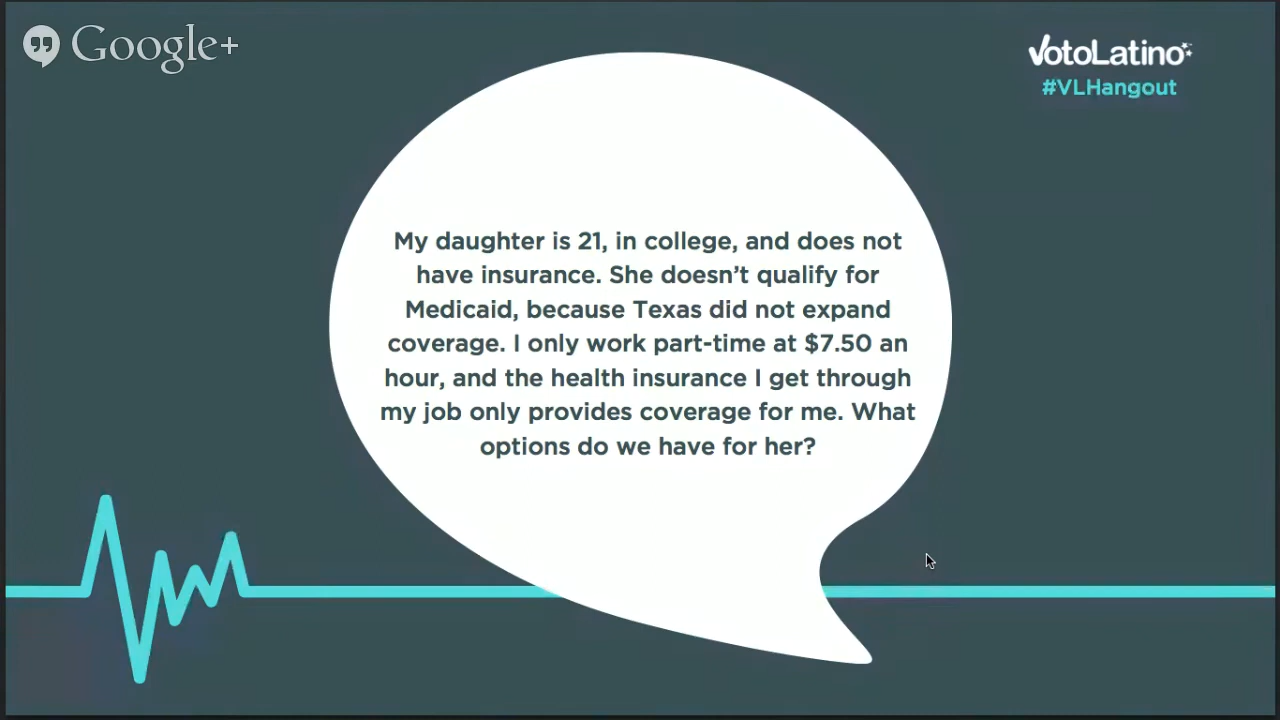 Google+
VotoLatino
#VLHangout
My daughter is 21, in college, and does not
have insurance. She doesn’t qualify for
Medicaid, because Texas did not expand
coverage. I only work part-time at $7.50 an
hour, and the health insurance I get through
my job only provides coverage for me. What
options do we have for her?